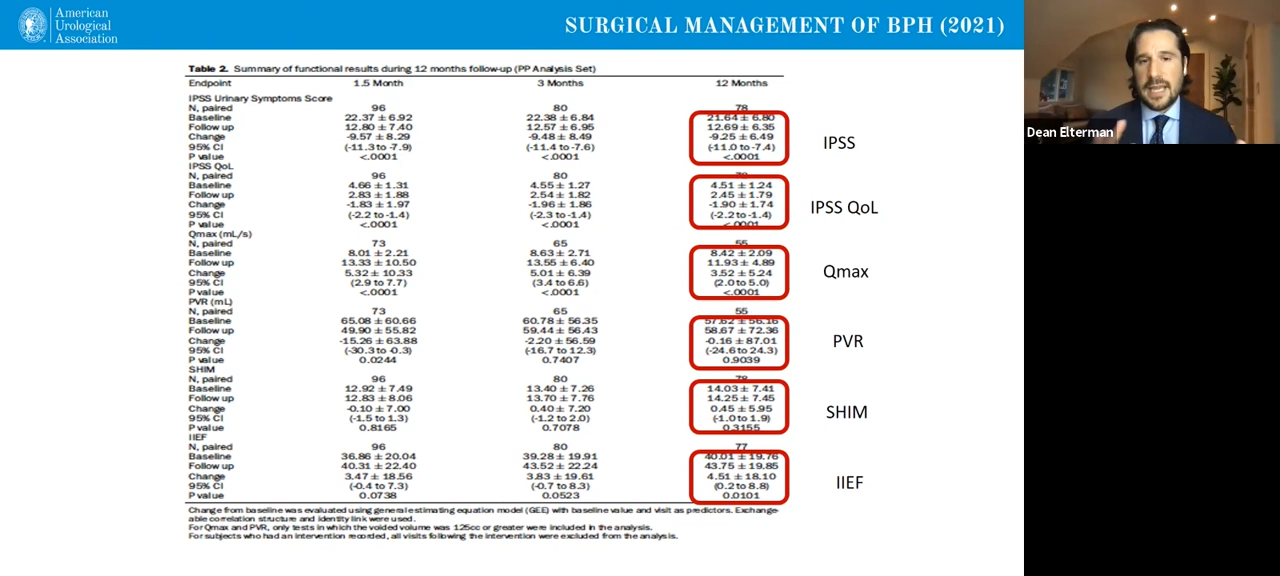 American
Urological
Association
SURGICAL MANAGEMENT OF BPH (2021)
Dean Elterman
Table 2. Summary of functional results during 12 months follow-up (PP Analysis Set)
Endpoint 1.5 Month 3 Months 12 Months
IPSS Urinary Symptoms Score
N, paired 96 80 78
Baseline 22.37 ± 6.92 22.38 ± 6.84 21.64 ± 6.80
Follow up 12.80 ± 7.40 12.57 ± 6.95 12.69 ± 6.35
Change -9.57 ± 8.29 -9.48 ± 8.49 -9.25 ± 6.49
95% CI (-11.3 to -7.9) (-11.4 to -7.6) (-11.0 to -7.4)
P value <.0001 <.0001 <.0001
IPSS
IPSS QoL
N, paired 96 80
Baseline 4.66 ± 1.31 4.55 ± 1.27 4.51 ± 1.24
Follow up 2.83 ± 1.88 2.54 ± 1.82 2.45 ± 1.79
Change -1.83 ± 1.97 -1.96 ± 1.86 -1.90 ± 1.74
95% CI (-2.2 to -1.4) (-2.3 to -1.4) (-2.2 to -1.4)
P value <.0001 <.0001 <.0001
IPSS QoL
Qmax (mL/s)
N, paired 73 65 55
Baseline 8.01 ± 2.21 8.63 ± 2.71 8.42 ± 2.09
Follow up 13.33 ± 10.50 13.55 ± 6.40 11.93 ± 4.89
Change 5.32 ± 10.33 5.01 ± 6.39 3.52 ± 5.24
95% CI (2.9 to 7.7) (3.4 to 6.6) (2.0 to 5.0)
P value <.0001 <.0001 <.0001
Qmax
PVR (mL)
N, paired 73 65 55
Baseline 65.08 ± 60.66 60.78 ± 56.35 57.62 ± 56.16
Follow up 49.90 ± 55.82 59.44 ± 56.43 58.67 ± 72.36
Change -15.26 ± 63.88 -2.20 ± 56.59 -0.16 ± 87.01
95% CI (-30.3 to -0.3) (-16.7 to 12.3) (-24.6 to 24.3)
P value 0.0244 0.7407 0.9039
PVR
SHIM
N, paired 96 80 78
Baseline 12.92 ± 7.49 13.40 ± 7.26 14.03 ± 7.41
Follow up 12.83 ± 8.06 13.70 ± 7.76 14.25 ± 7.45
Change -0.10 ± 7.00 0.40 ± 7.20 0.45 ± 5.95
95% CI (-1.5 to 1.3) (-1.2 to 2.0) (-1.0 to 1.9)
P value 0.8165 0.7078 0.3155
SHIM
IIEF
N, paired 96 80 77
Baseline 36.86 ± 20.04 39.28 ± 19.91 40.01 ± 19.76
Follow up 40.31 ± 22.40 43.52 ± 22.24 43.75 ± 19.85
Change 3.47 ± 18.56 3.83 ± 19.61 4.51 ± 18.10
95% CI (-0.4 to 7.3) (-0.7 to 8.3) (0.2 to 8.8)
P value 0.0738 0.0523 0.0101
IIEF
Change from baseline was evaluated using general estimating equation model (GEE) with baseline value and visit as predictors. Exchange-
able correlation structure and identity link were used.
For Qmax and PVR, only tests in which the voided volume was 125cc or greater were included in the analysis.
For subjects who had an intervention recorded, all visits following the intervention were excluded from the analysis.